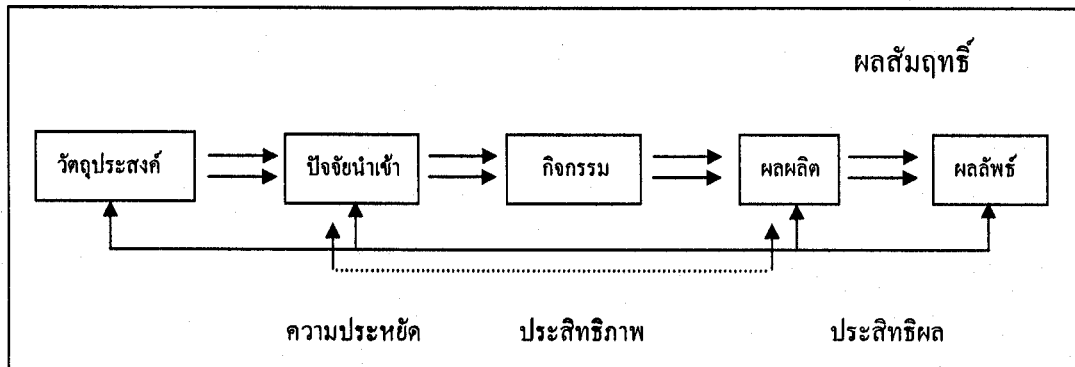 ผลสัมฤทธิ์
วัตถุประสงค์ ปัจจัยนำเข้า กิจกรรม ผลผลิต ผลลัพธ์
ความประหยัด ประสิทธิภาพ ประสิทธิผล